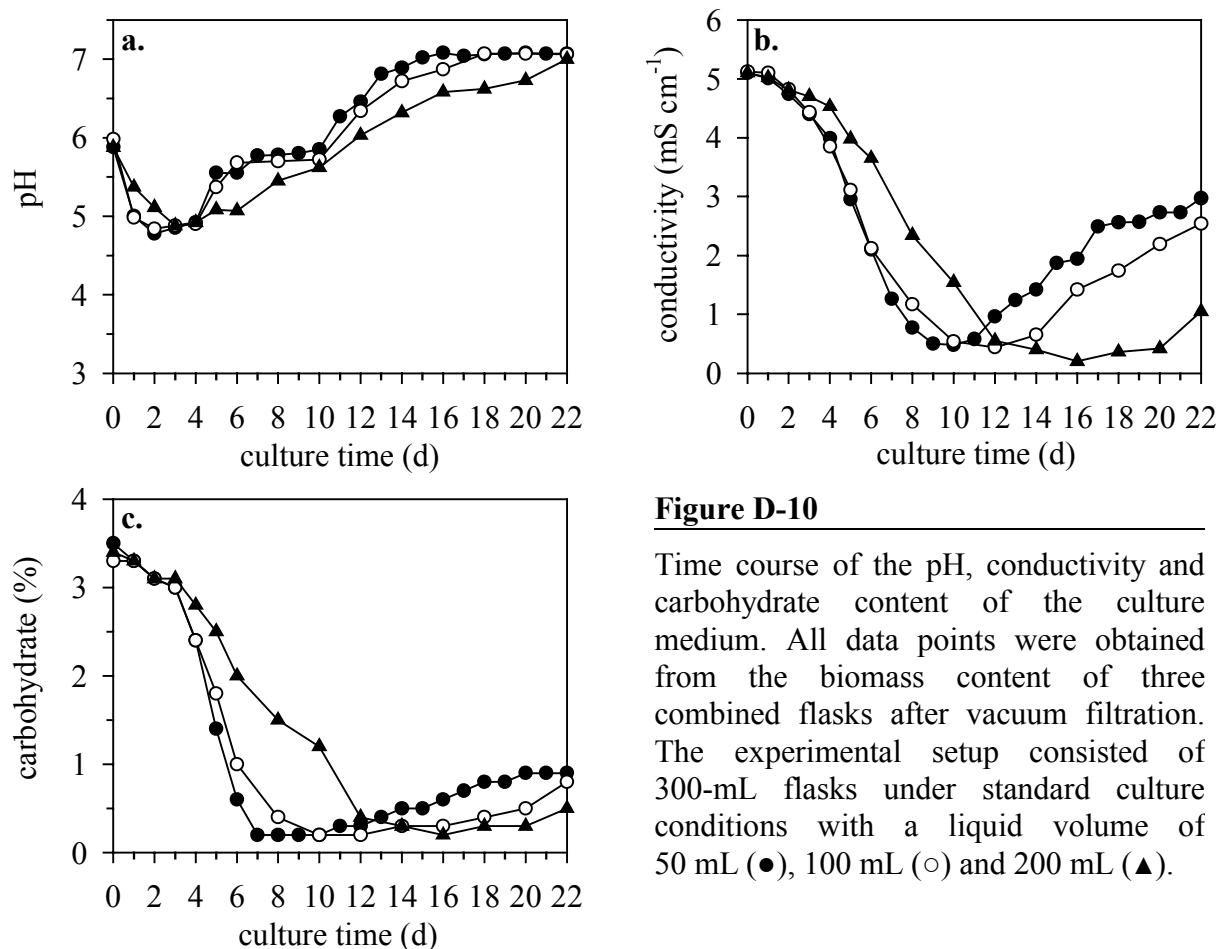 a.
7
6
5
4
3
pH
0 2 4 6 8 10 12 14 16 18 20 22
culture time (d)
b.
6
5
4
3
2
1
0
conductivity (mS cm⁻¹)
0 2 4 6 8 10 12 14 16 18 20 22
culture time (d)
c.
4
3
2
1
0
carbohydrate (%)
0 2 4 6 8 10 12 14 16 18 20 22
culture time (d)
Figure D-10
Time course of the pH, conductivity and
carbohydrate content of the culture
medium. All data points were obtained
from the biomass content of three
combined flasks after vacuum filtration.
The experimental setup consisted of
300-mL flasks under standard culture
conditions with a liquid volume of
50 mL (●), 100 mL (○) and 200 mL (▲).